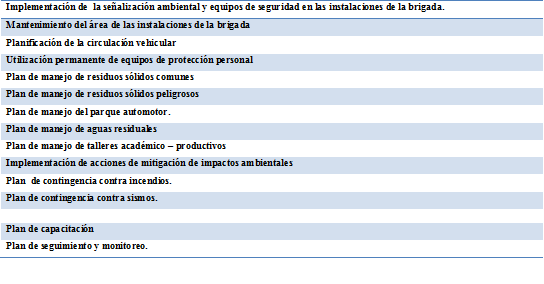 Implementación de la señalización ambiental y equipos de seguridad en las instalaciones de la brigada.
Mantenimiento del área de las instalaciones de la brigada
Planificación de la circulación vehicular
Utilización permanente de equipos de protección personal
Plan de manejo de residuos sólidos comunes
Plan de manejo de residuos sólidos peligrosos
Plan de manejo del parque automotor.
Plan de manejo de aguas residuales
Plan de manejo de talleres académico – productivos
Implementación de acciones de mitigación de impactos ambientales
Plan de contingencia contra incendios.
Plan de contingencia contra sismos.
Plan de capacitación
Plan de seguimiento y monitoreo.